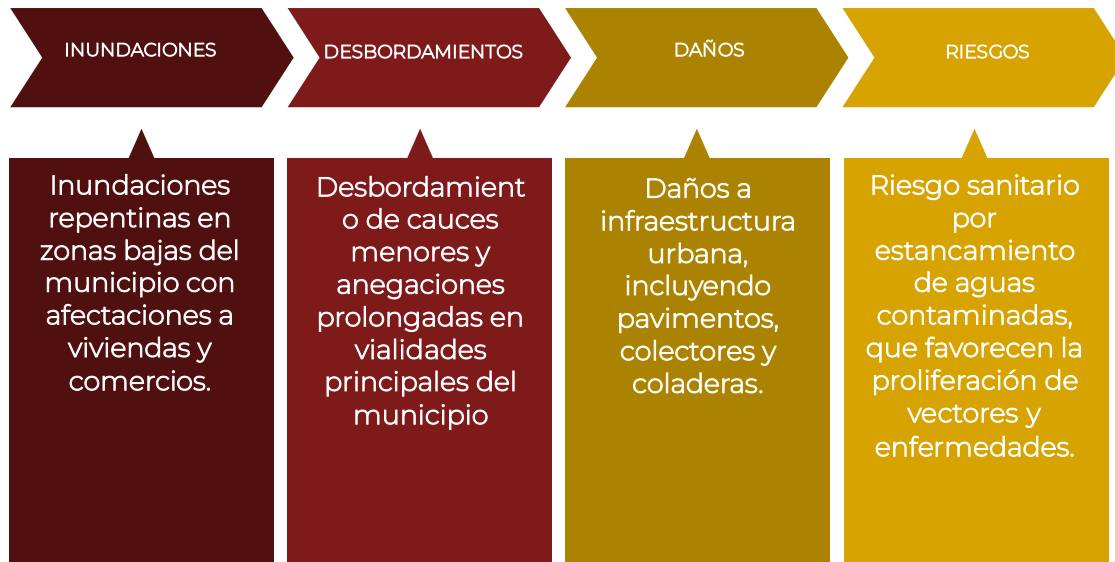 INUNDACIONES
DESBORDAMIENTOS
DAÑOS
RIESGOS
Inundaciones
repentinas en
zonas bajas del
municipio con
afectaciones a
viviendas y
comercios.
Desbordamient
o de cauces
menores y
anegaciones
prolongadas en
vialidades
principales del
municipio
Daños a
infraestructura
urbana,
incluyendo
pavimentos,
colectores y
coladeras.
Riesgo sanitario
por
estancamiento
de aguas
contaminadas,
que favorecen la
proliferación de
vectores y
enfermedades.